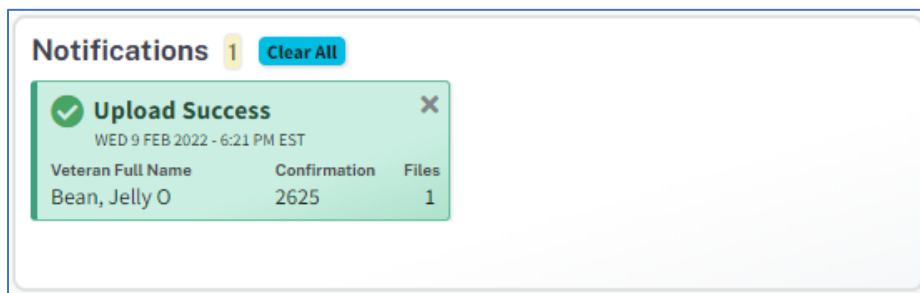 Notifications 1 Clear All
Upload Success
WED 9 FEB 2022 - 6:21 PM EST
Veteran Full Name Confirmation Files
Bean, Jelly O 2625 1